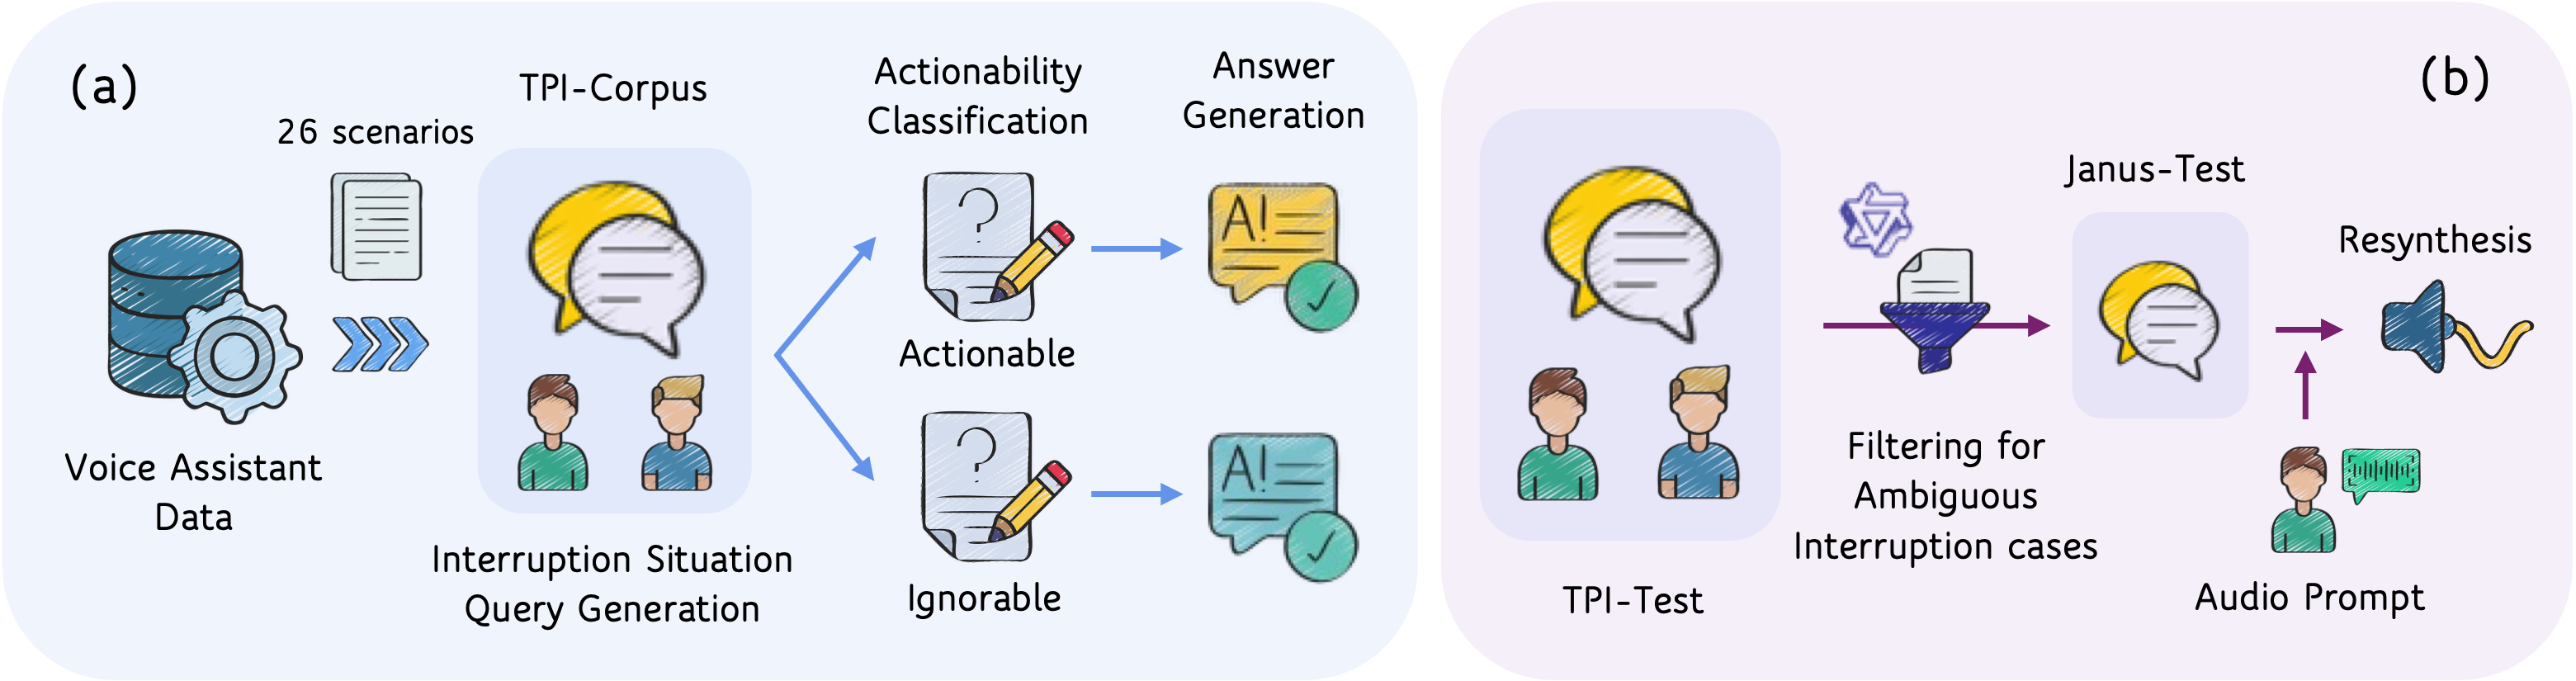 (a)
26 scenarios
Voice Assistant
Data
TPI-Corpus
Interruption Situation
Query Generation
Actionability
Classification
?
Actionable
?
Ignorable
Answer
Generation
A!
A!
(b)
TPI-Test
Filtering for
Ambiguous
Interruption cases
Janus-Test
Resynthesis
Audio Prompt